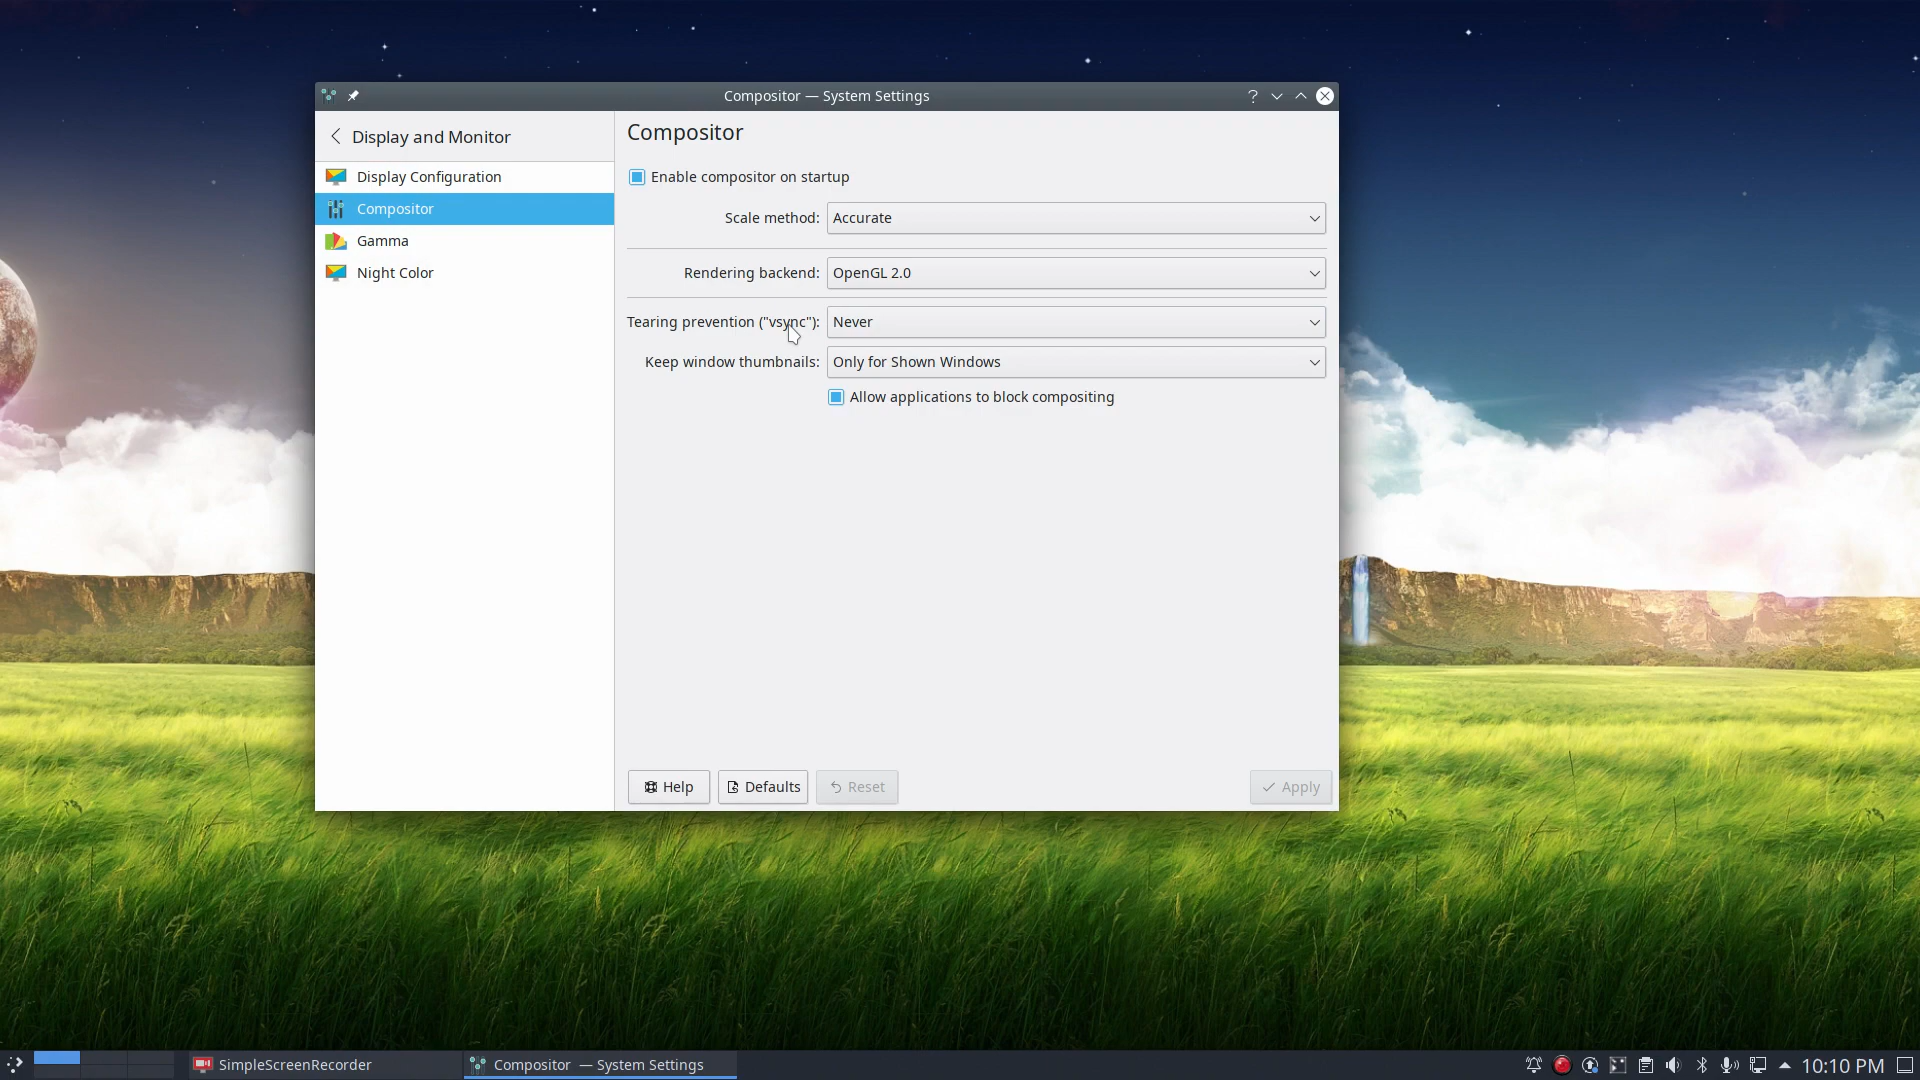 Compositor — System Settings
?
Display and Monitor
Display Configuration
Compositor
Gamma
Night Color
Compositor
Enable compositor on startup
Scale method: Accurate
Rendering backend: OpenGL 2.0
Tearing prevention ("vsync"): Never
Keep window thumbnails: Only for Shown Windows
Allow applications to block compositing
Help Defaults Reset Apply
SimpleScreenRecorder Compositor — System Settings 10:10 PM